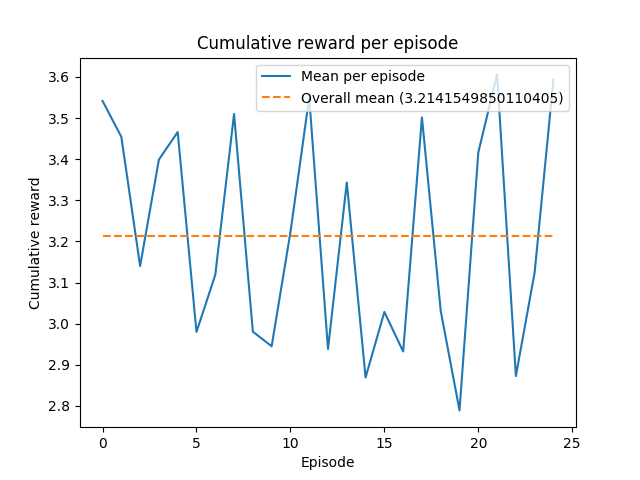 Cumulative reward per episode
Mean per episode
Overall mean (3.2141549850110405)
Cumulative reward
3.6
3.5
3.4
3.3
3.2
3.1
3.0
2.9
2.8
0 5 10 15 20 25
Episode